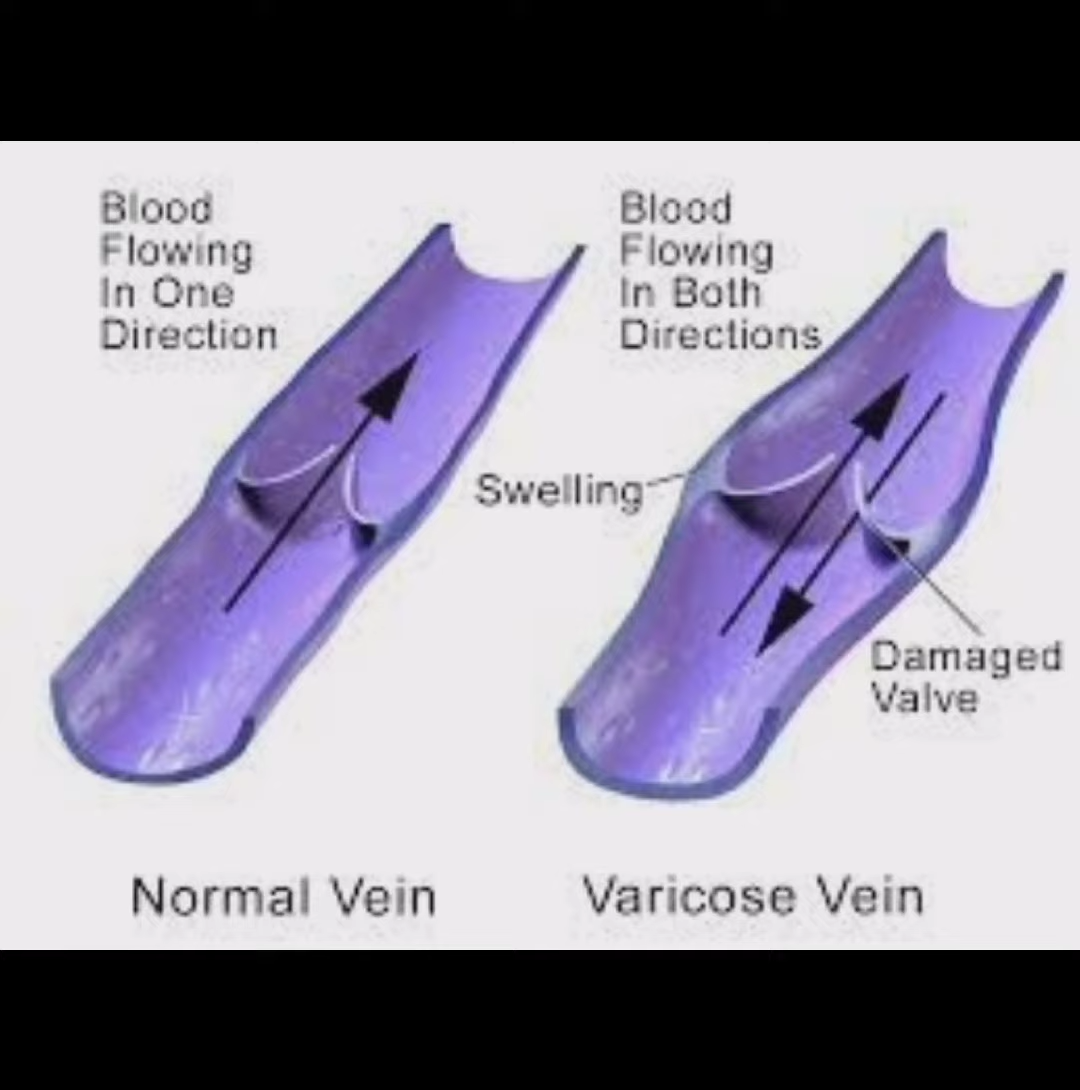 Blood
Flowing
In One
Direction
Blood
Flowing
In Both
Directions
Swelling
Damaged
Valve
Normal Vein
Varicose Vein